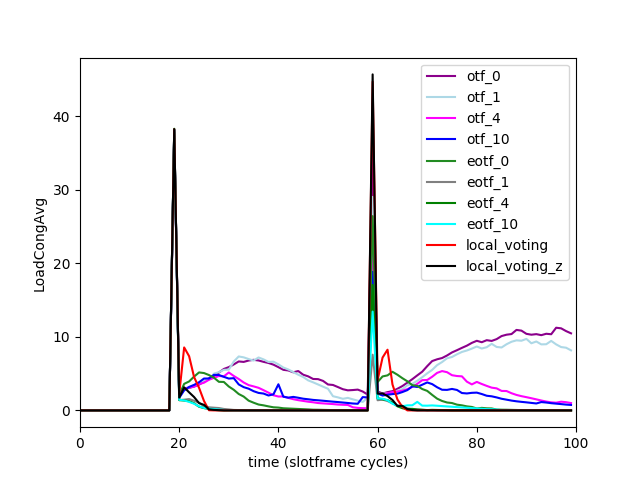 LoadCongAvg
40
30
20
10
0
0 20 40 60 80 100
time (slotframe cycles)
otf_0
otf_1
otf_4
otf_10
eotf_0
eotf_1
eotf_4
eotf_10
local_voting
local_voting_z